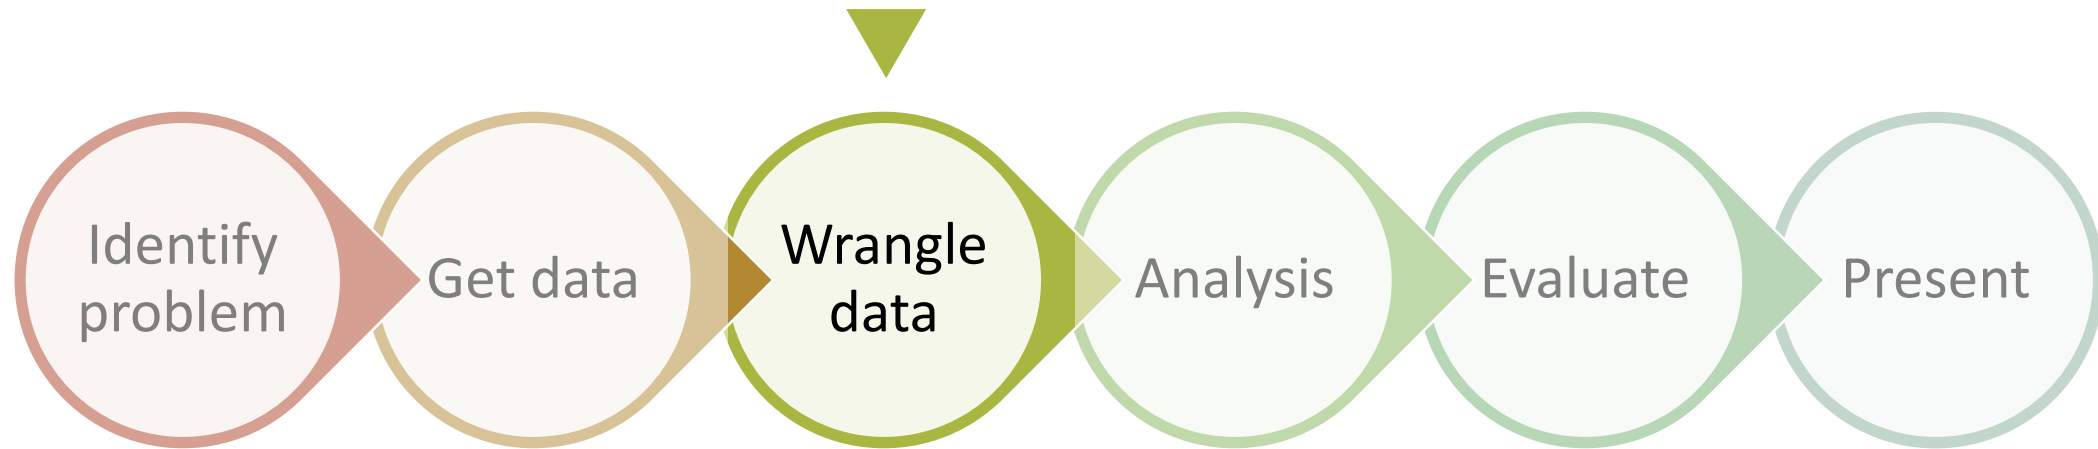 Identify
problem
Get data
Wrangle
data
Analysis
Evaluate
Present